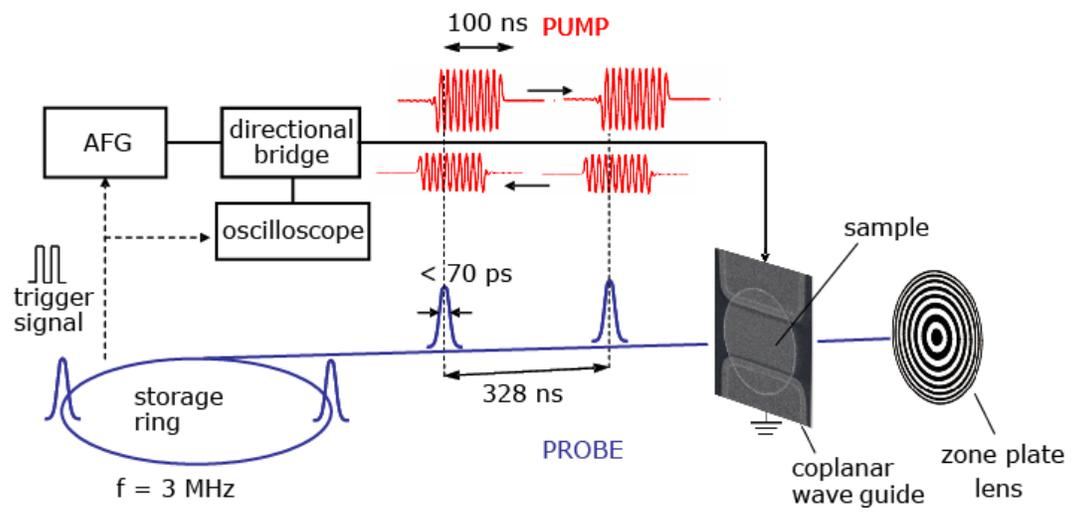 100 ns PUMP
AFG
directional
bridge
oscilloscope
trigger
signal
< 70 ps
sample
328 ns
storage
ring
PROBE
f = 3 MHz
coplanar
wave guide
zone plate
lens